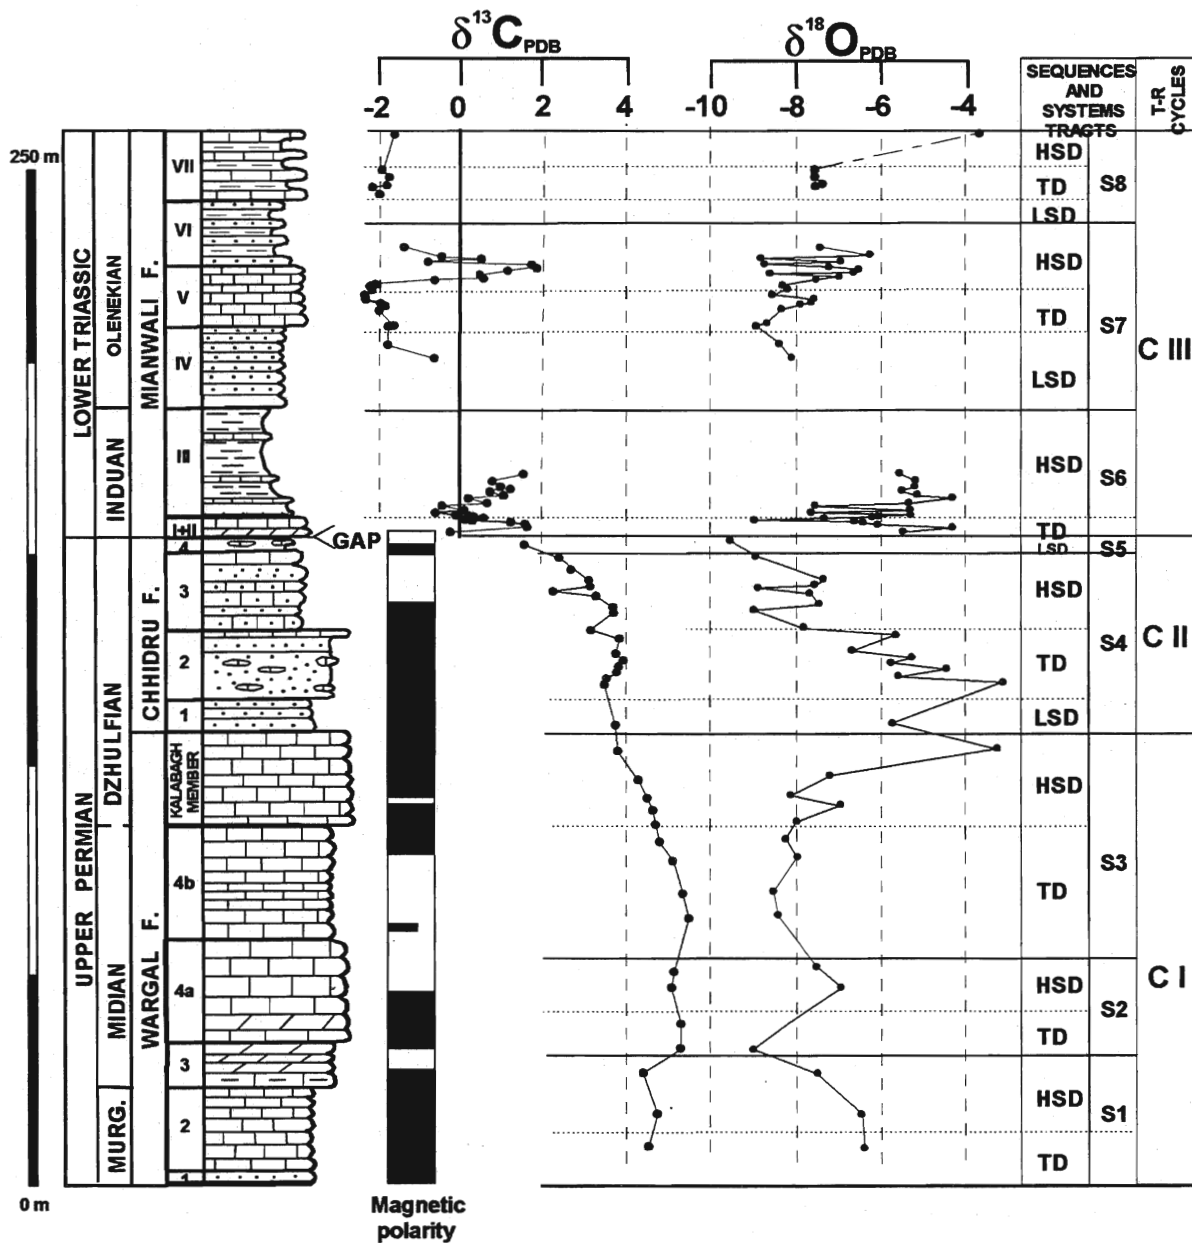 δ13CPDB
δ18OPDB
-2 0 2 4
-10 -8 -6 -4
SEQUENCES
AND
SYSTEMS
TRACTS
T-R
CYCLES
250 m
0 m
LOWER TRIASSIC
UPPER PERMIAN
OLENEKIAN
INDUAN
DZHULFIAN
MIDIAN
MURG.
MIANWALI F.
CHHIDRU F.
WARGAL F.
VII
VI
V
IV
III
I+II
4
3
2
1
KALABAGH
MEMBER
4b
4a
3
2
1
GAP
Magnetic
polarity
HSD
TD
LSD
S8
HSD
TD
LSD
S7
HSD
TD
S6
LSD
S5
HSD
TD
LSD
S4
HSD
TD
S3
HSD
TD
S2
HSD
TD
S1
C III
C II
C I